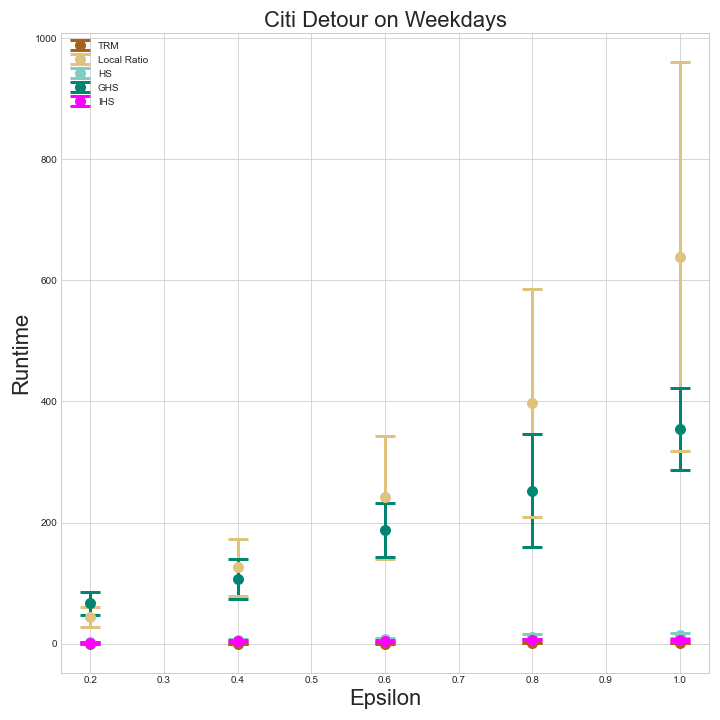 Citi Detour on Weekdays
TRM
Local Ratio
HS
GHS
IHS
1000
800
600
400
200
0
Runtime
0.2 0.3 0.4 0.5 0.6 0.7 0.8 0.9 1.0
Epsilon